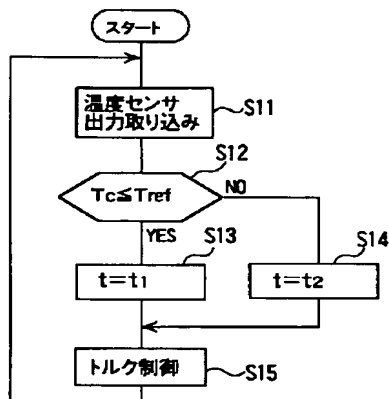 スタート
温度センサ
出力取り込み
S11
S12
Tc≦Tref
NO
YES
S13
S14
t=t1
t=t2
トルク制御
S15